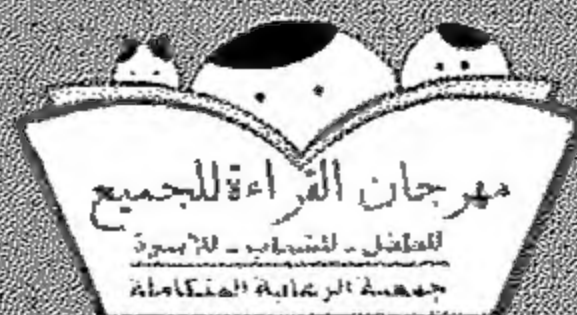 مهرجان القراءة للجميع
للطفل - للشباب - للأسرة
جمعية الرعاية المتكاملة